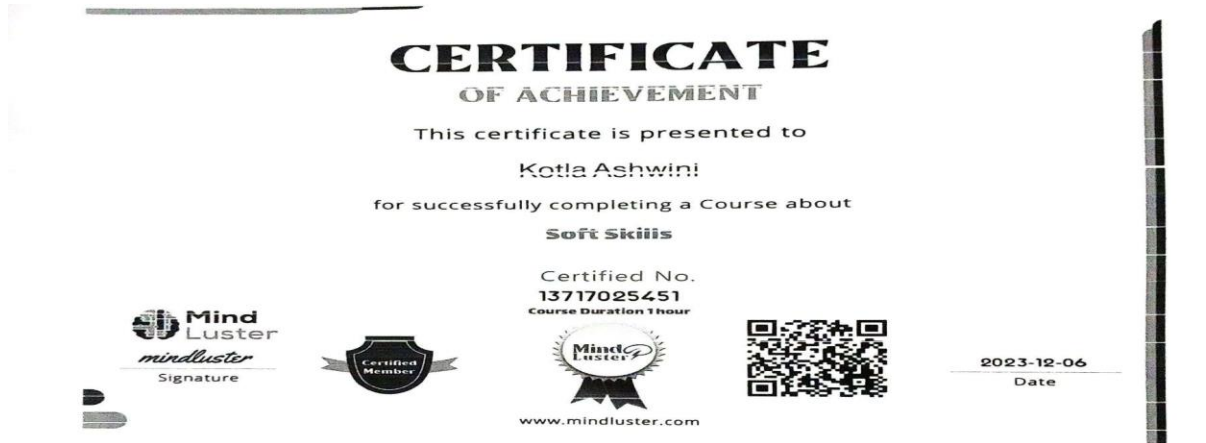 CERTIFICATE
OF ACHIEVEMENT
This certificate is presented to
Kotla Ashwini
for successfully completing a Course about
Soft Skills
Certified No.
13717025451
Course Duration 1 hour
Mind
Luster
mindluster
Signature
Certified
Member
Mind
Luster
www.mindluster.com
2023-12-06
Date